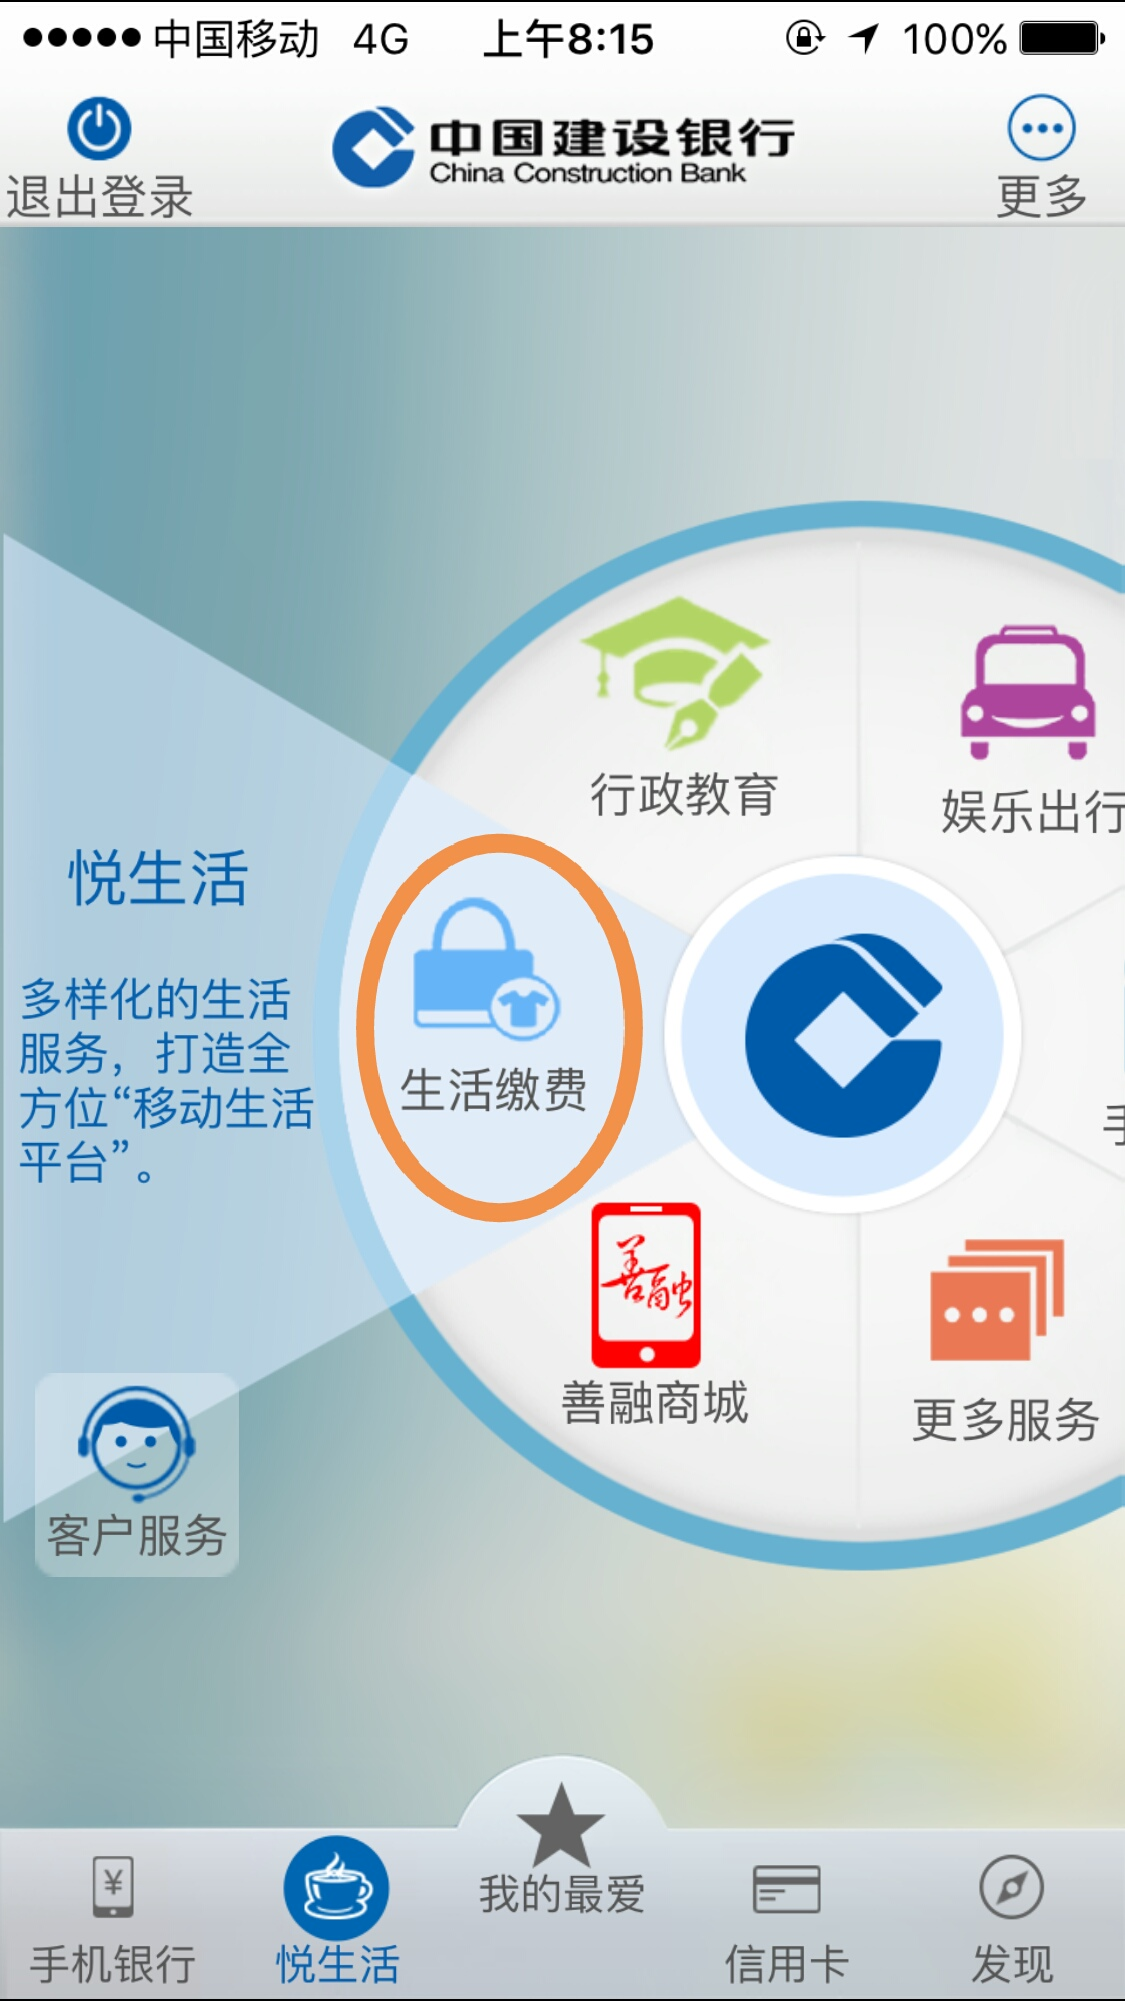 中国移动 4G 上午8:15 100%
退出登录
中国建设银行
China Construction Bank
更多
行政教育
娱乐出行
悦生活
多样化的生活
服务，打造全
方位“移动生活
平台”。
生活缴费
手
善融
善融商城
更多服务
客户服务
我的最爱
¥
手机银行
悦生活
信用卡
发现